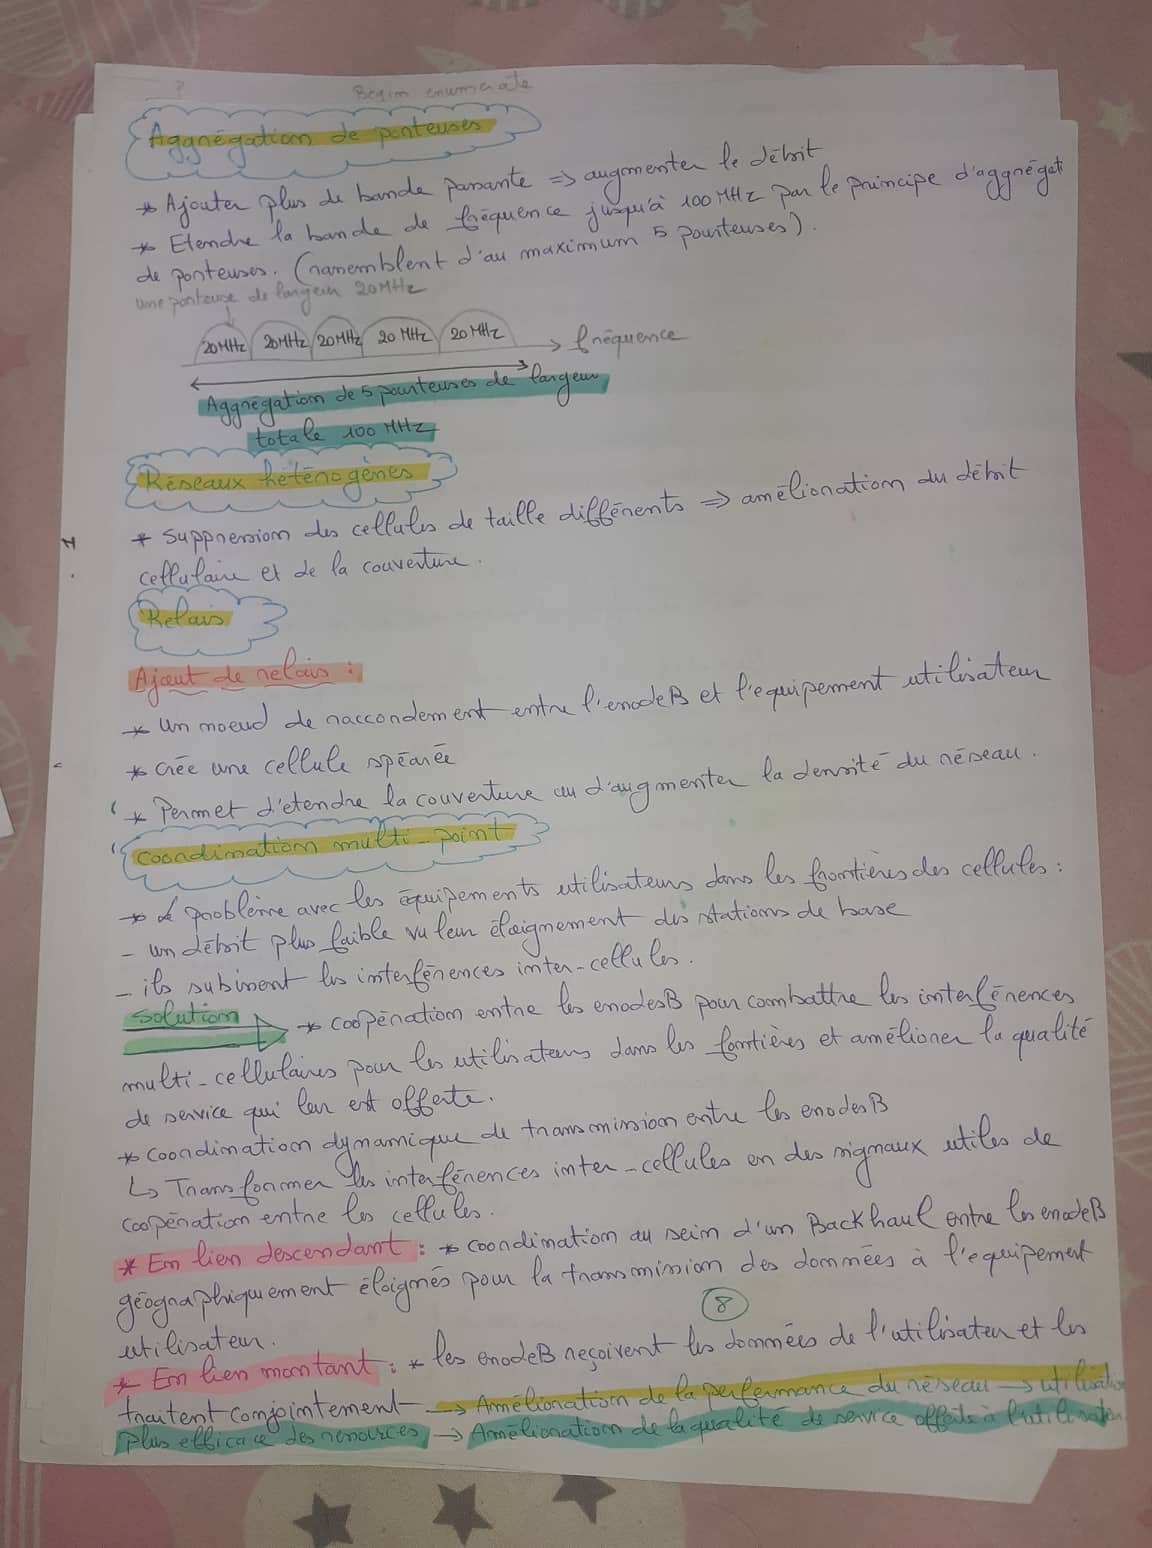 ?
Begin enumerate
Aggrégation de porteuses
* Ajouter plus de bande passante => augmenter le débit
* Etendre la bande de fréquence jusqu'à 100 MHz par le principe d'aggrégat
de porteuses. (rassemblent d'au maximum 5 pourteuses).
une porteuse de largeur 20MHz
20MHz 20MHz 20MHz 20 MHz 20 MHz → fréquence
Aggrégation de 5 pourteuses de largeur
totale 100 MHz
Réseaux hétérogènes
* Suppression des cellules de taille différents => amélioration du débit
cellulaire et de la couverture.
Relais
Ajout de relais :
* Un noeud de raccordement entre l'enodeB et l'equipement utilisateur
* Crée une cellule spéarée
* Permet d'etendre la couverture ou d'augmenter la densité du réseau.
Coordination multi-point
* Le problème avec les équipements utilisateurs dans les frontières des cellules :
- un débit plus faible vu leur éloignement des stations de base
- ils subissent les interférences inter-cellules.
Solution * coopération entre les enodesB pour combattre les interférences
multi-cellulaires pour les utilisateurs dans les forntières et améliorer la qualité
de service qui leur est offerte.
* Coordination dynamique de transmission entre les enodesB
↳ Transformer les interférences inter-cellules en des signaux utiles de
coopération entre les cellules.
* En lien descendant : * coordination au sein d'un Backhaul entre les enodeB
géographiquement éloignés pour la transmission des données à l'equipement
utilisateur.
8
* En lien montant : * les enodeB reçoivent les données de l'utilisateur et les
traitent conjointement → Amélioration de la performance du réseau → utilisation
plus efficace des ressources → Amélioration de la qualité de service offerte à l'utilisateur